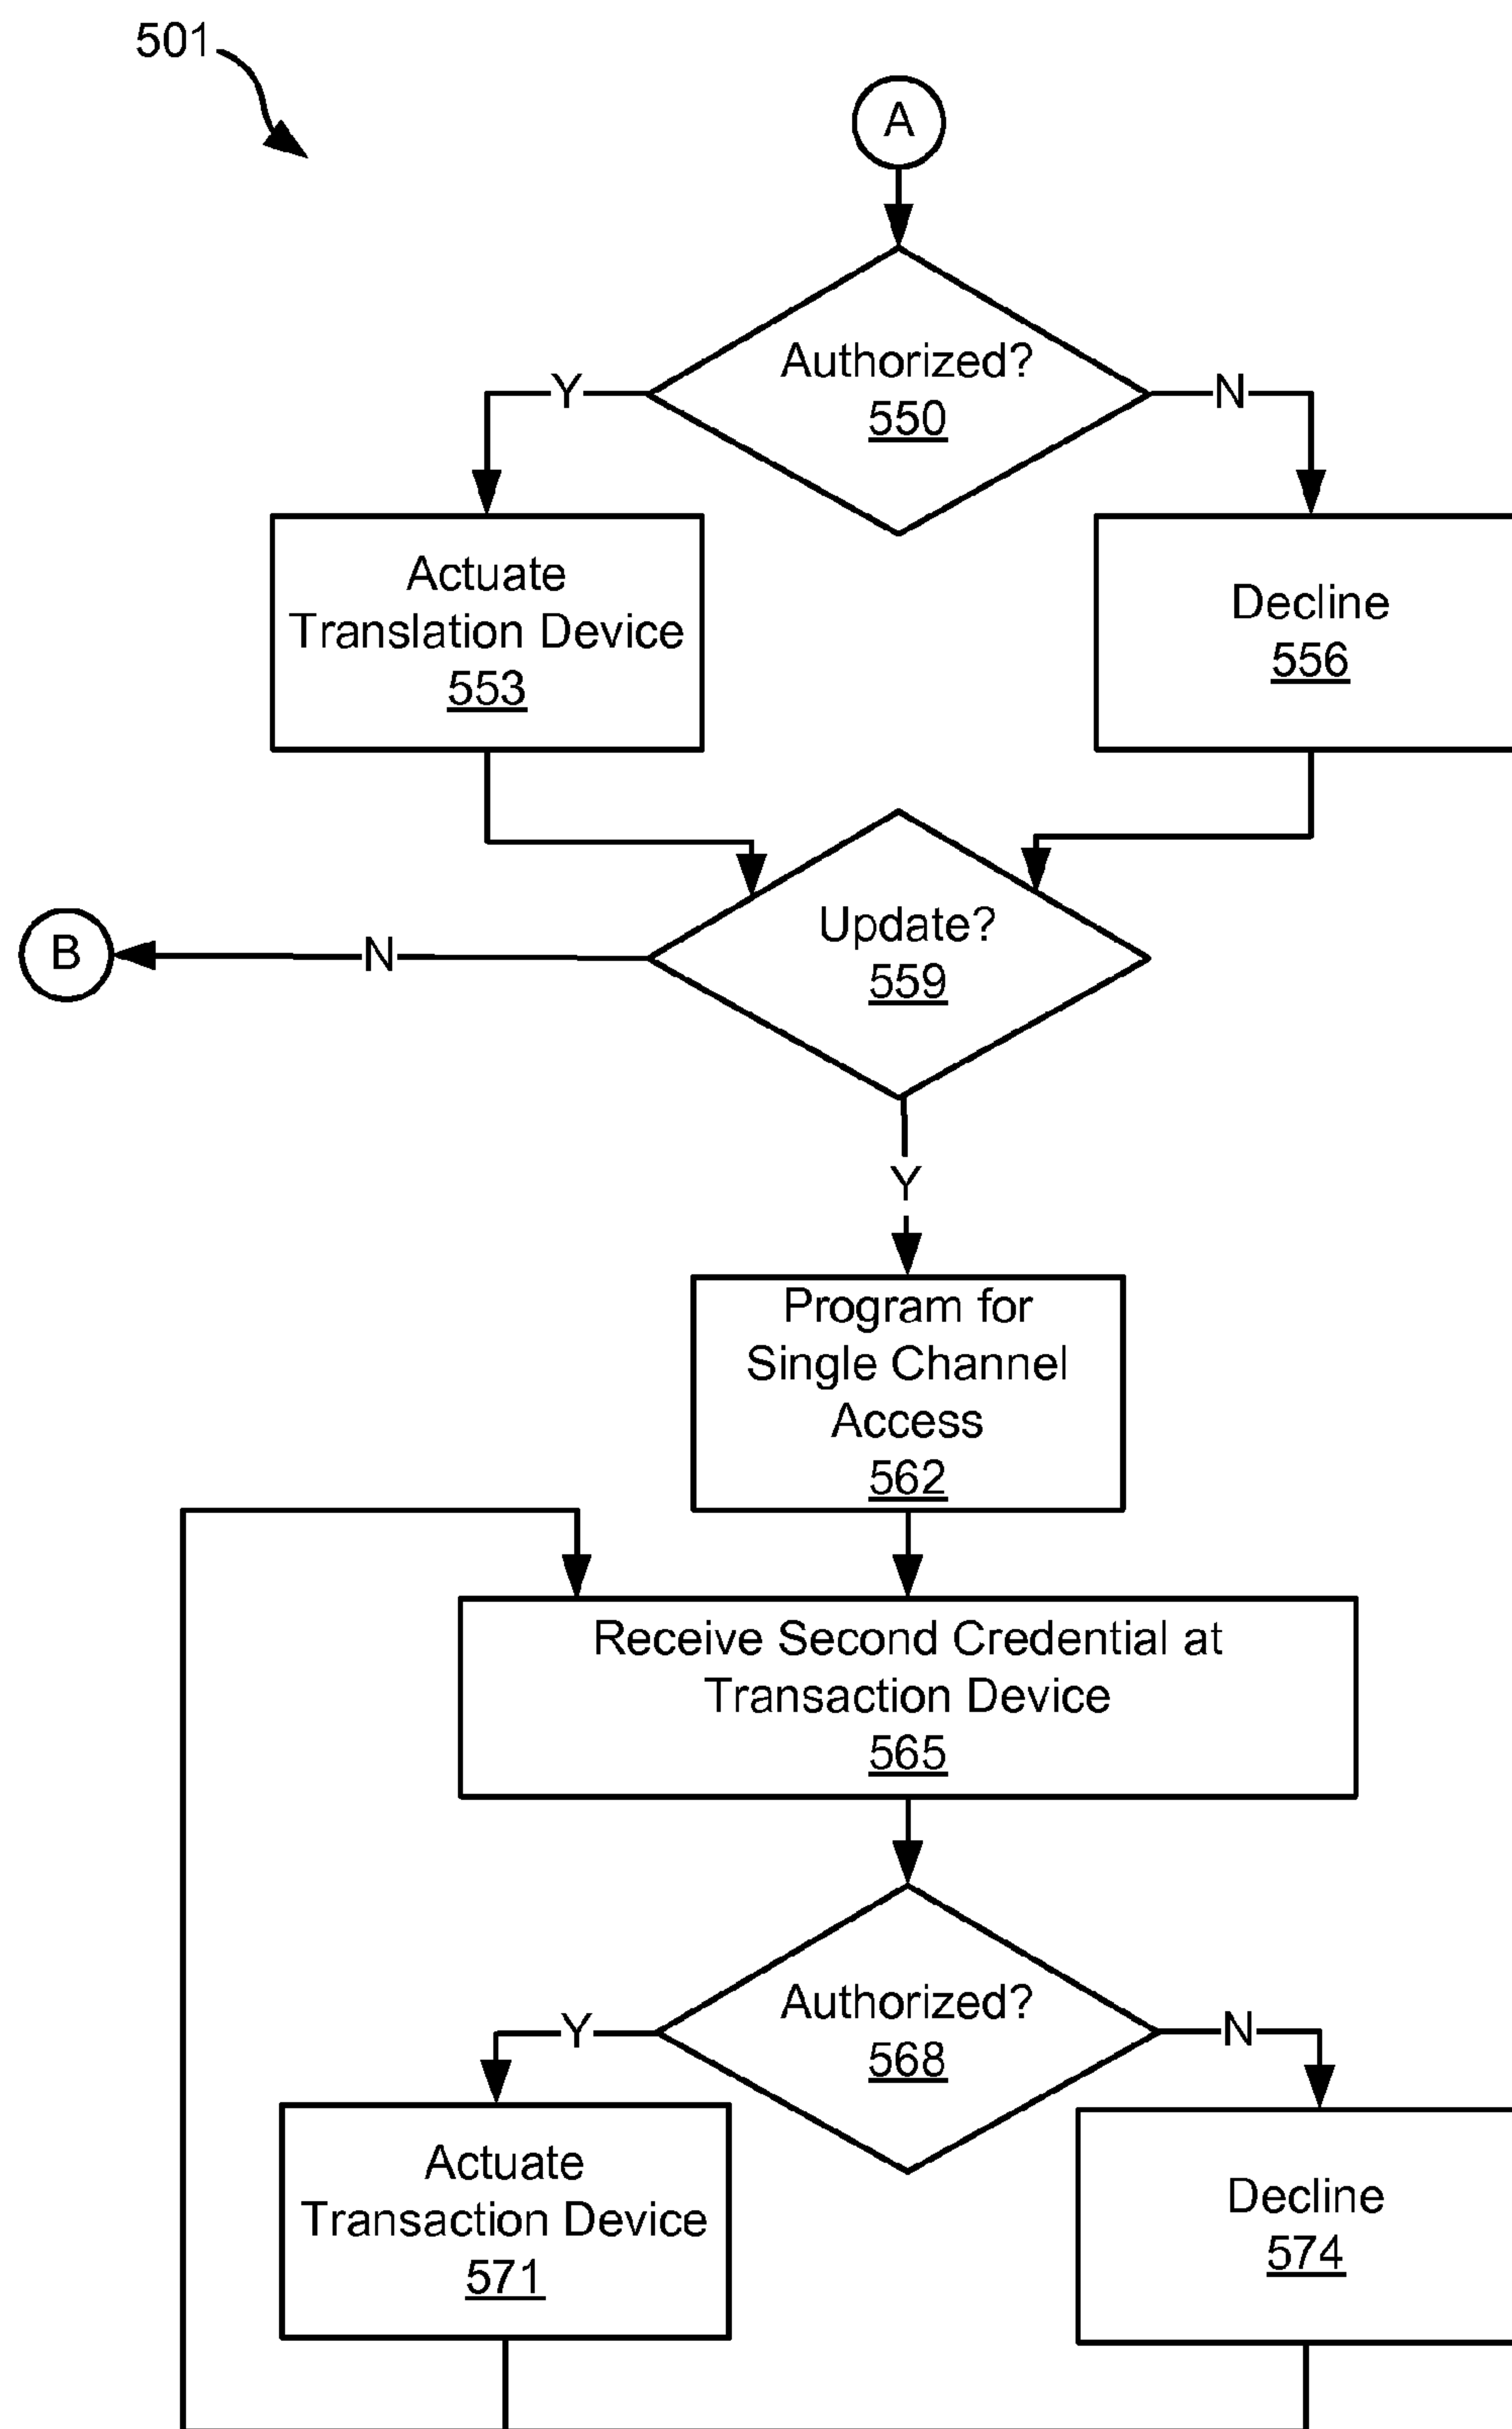 501
A
Authorized?
550
Y
N
Actuate
Translation Device
553
Decline
556
Update?
559
B
N
Y
Program for
Single Channel
Access
562
Receive Second Credential at
Transaction Device
565
Authorized?
568
Y
N
Actuate
Transaction Device
571
Decline
574